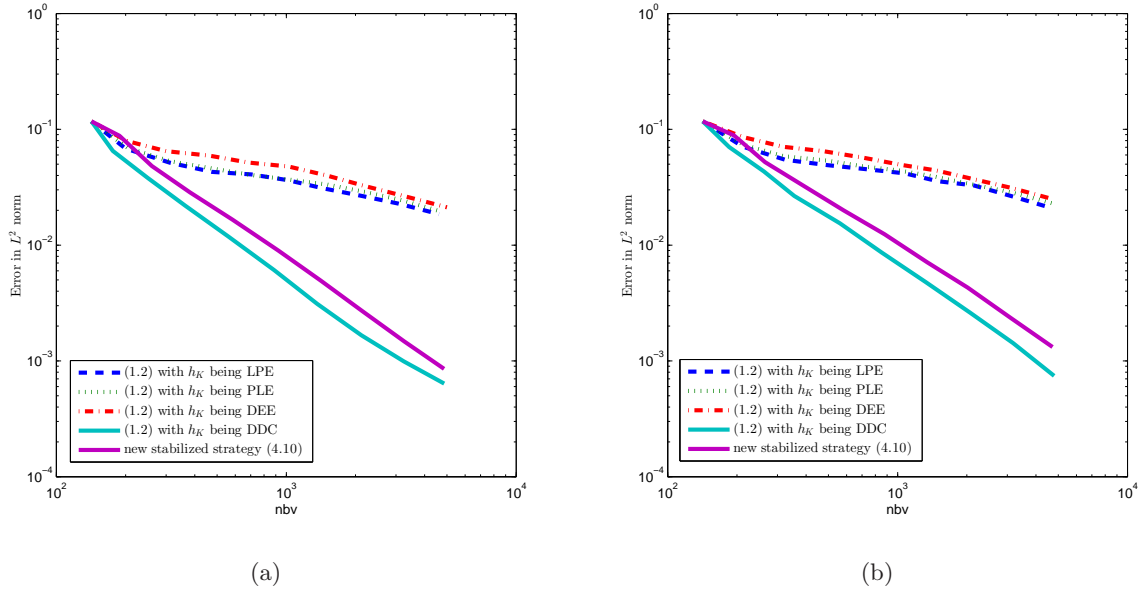 10^0
10^-1
10^-2
10^-3
10^-4
Error in L^2 norm
(1.2) with h_K being LPE
(1.2) with h_K being PLE
(1.2) with h_K being DEE
(1.2) with h_K being DDC
new stabilized strategy (4.10)
10^2
10^3
10^4
nbv
(a)
10^0
10^-1
10^-2
10^-3
10^-4
Error in L^2 norm
(1.2) with h_K being LPE
(1.2) with h_K being PLE
(1.2) with h_K being DEE
(1.2) with h_K being DDC
new stabilized strategy (4.10)
10^2
10^3
10^4
nbv
(b)